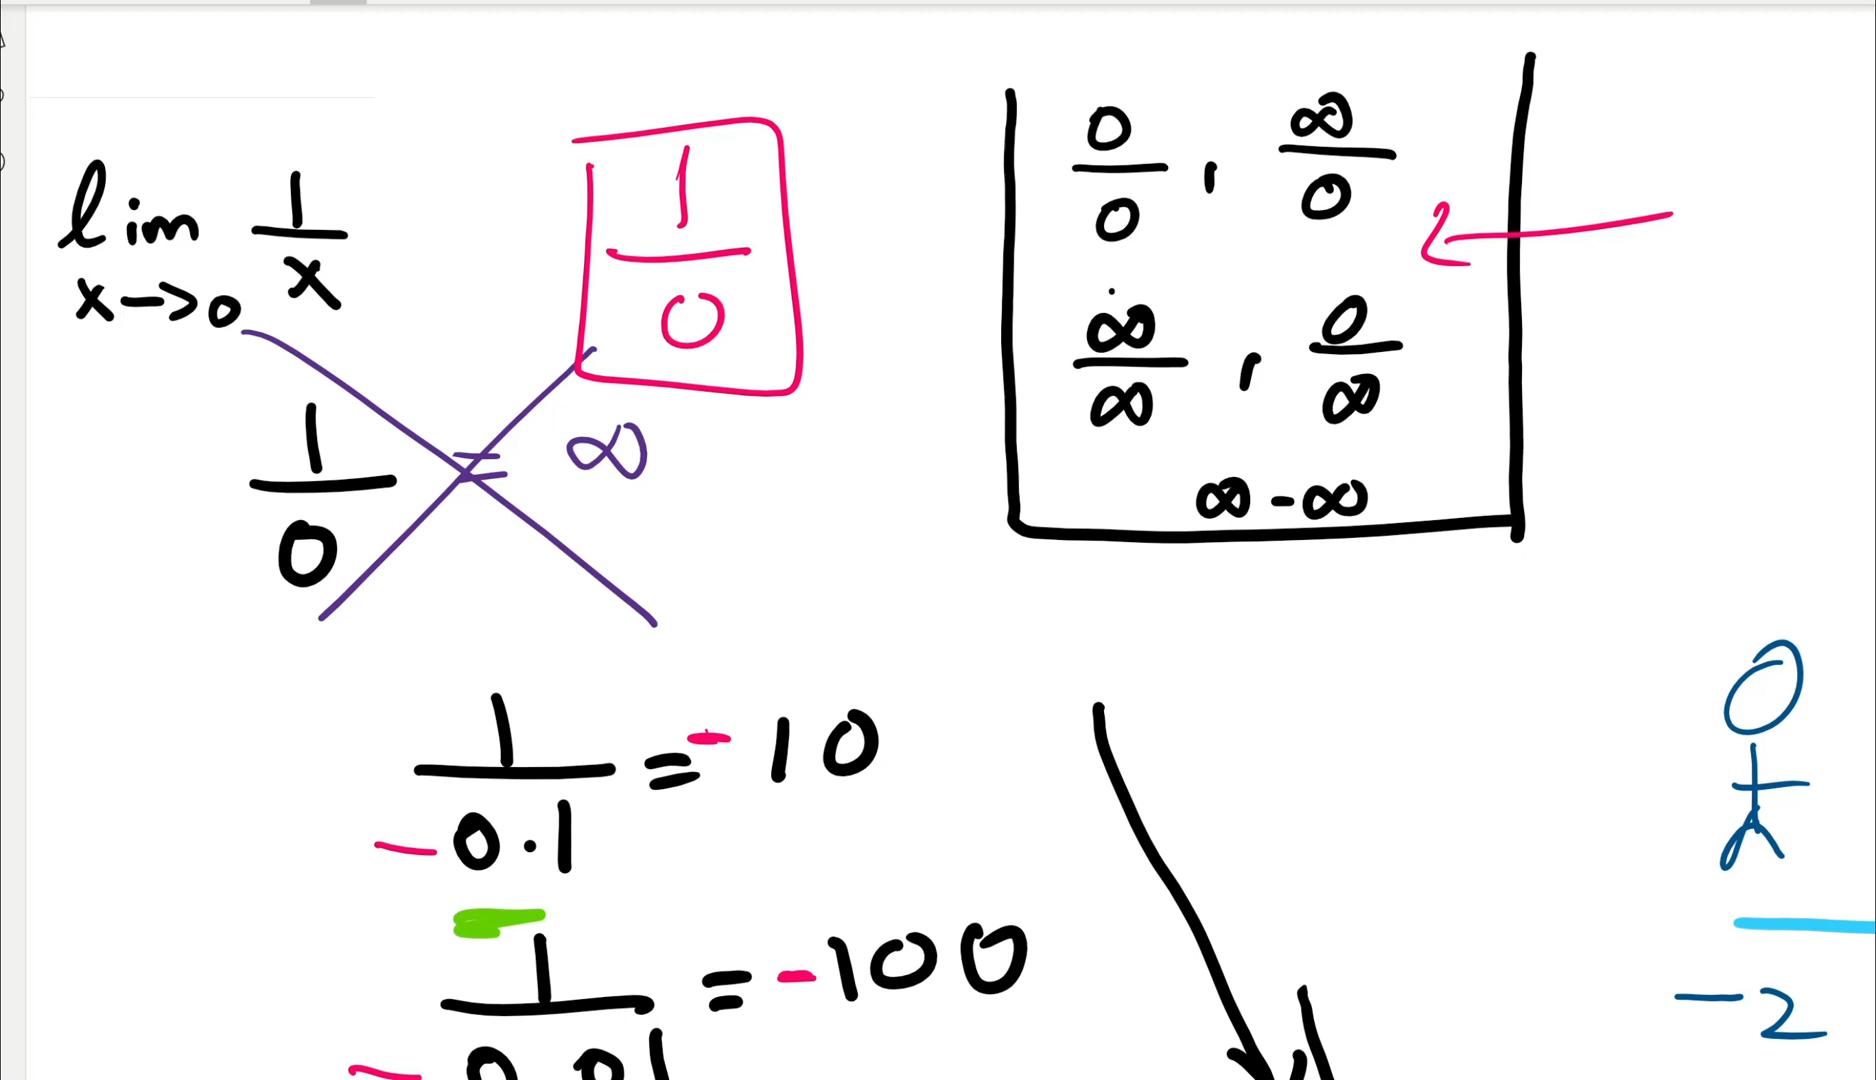 lim x->0 1/x
1/0
1/0 = ∞
0/0 , ∞/0
∞/∞ , 0/∞
∞ - ∞
1/-0.1 = -10
1/-0.01 = -100
-2